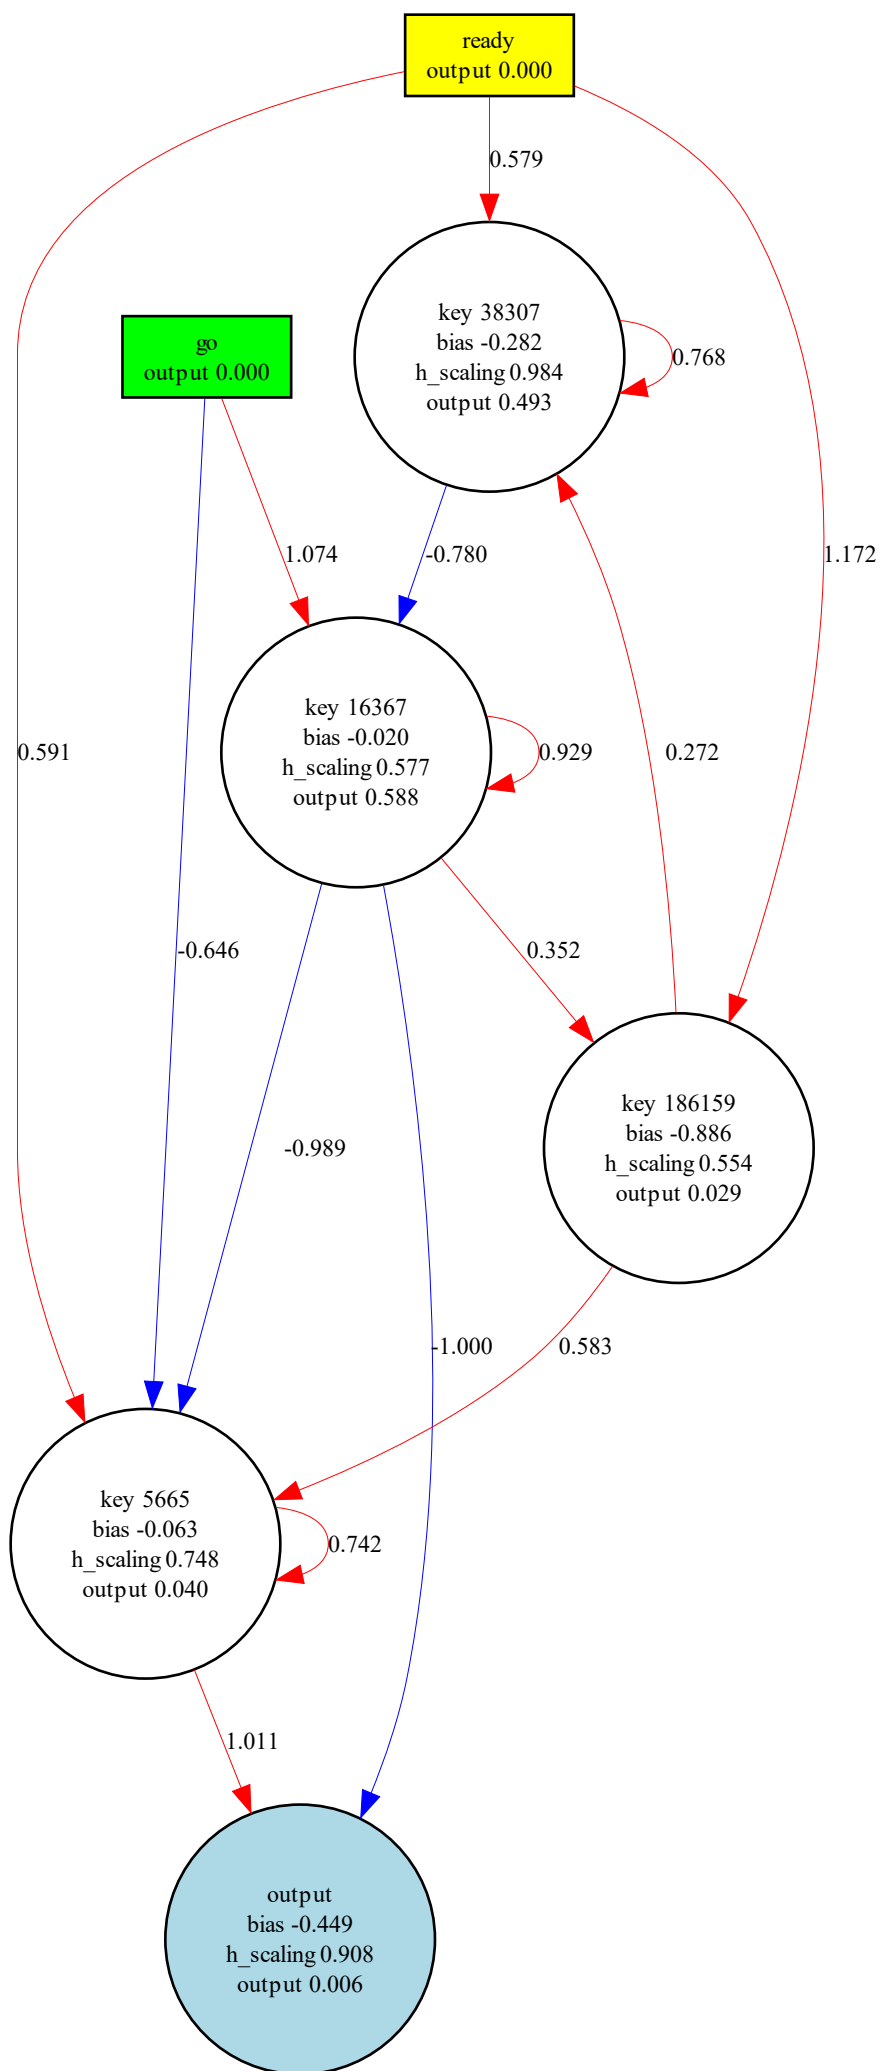 ready
output 0.000
0.579
go
output 0.000
key 38307
bias -0.282
h_scaling 0.984
output 0.493
0.768
1.074
-0.780
1.172
key 16367
bias -0.020
h_scaling 0.577
output 0.588
0.591
0.929
0.272
-0.646
0.352
key 186159
bias -0.886
h_scaling 0.554
output 0.029
-0.989
-1.000
0.583
key 5665
bias -0.063
h_scaling 0.748
output 0.040
0.742
1.011
output
bias -0.449
h_scaling 0.908
output 0.006